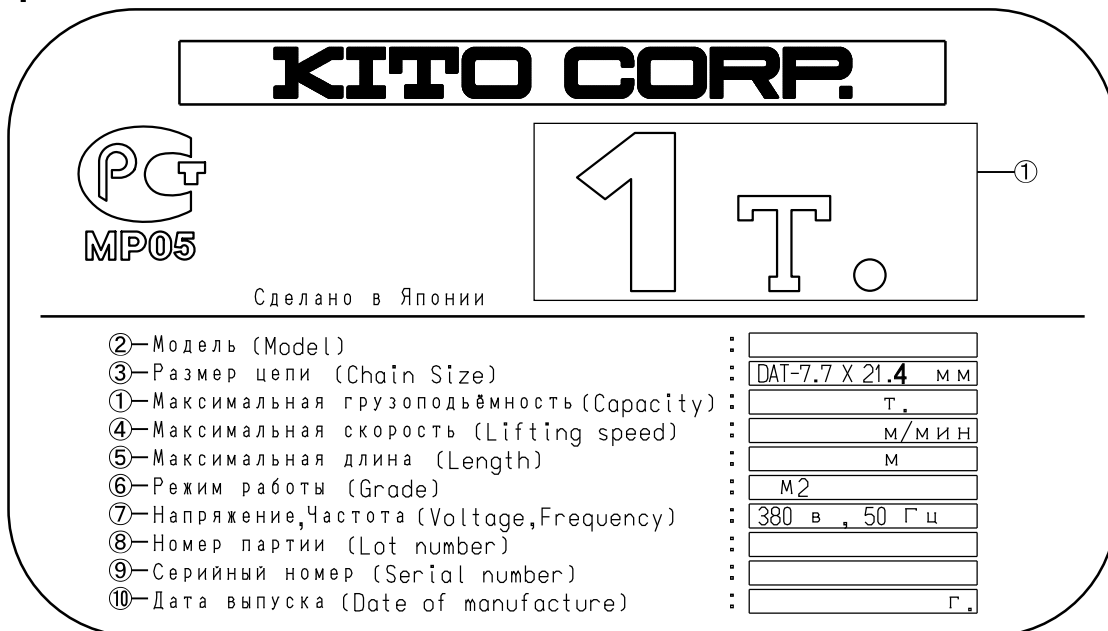 KITO CORP.
РСТ
МР05
1 т.
①
Сделано в Японии
②—Модель (Model) :
③—Размер цепи (Chain Size) : DAT-7.7 X 21.4 мм
①—Максимальная грузоподьёмность (Capacity) : т.
④—Максимальная скорость (Lifting speed) : м/мин
⑤—Максимальная длина (Length) : м
⑥—Режим работы (Grade) : М2
⑦—Напряжение,Частота (Voltage,Frequency) : 380 в , 50 Гц
⑧—Номер партии (Lot number) :
⑨—Серийный номер (Serial number) :
⑩—Дата выпуска (Date of manufacture) : г.